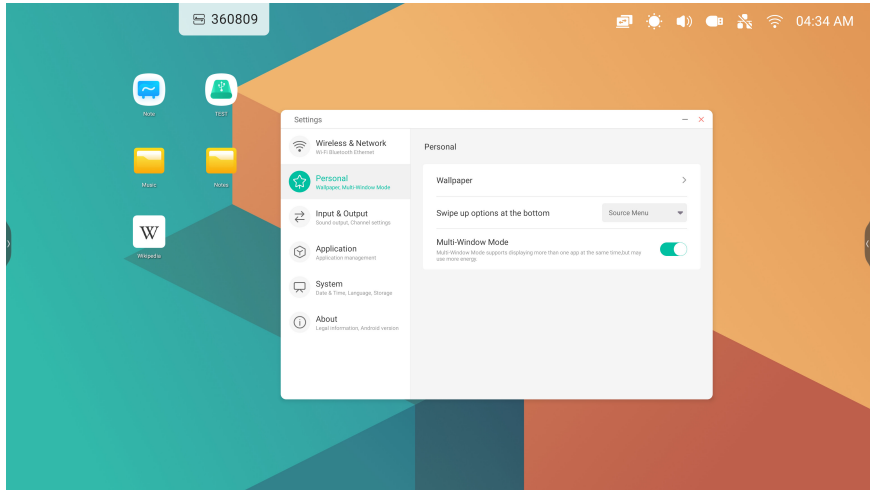 360809
04:34 AM
Note
TEST
Music
Notes
W
Wikipedia
Settings
Wireless & Network
Wi-Fi Bluetooth Ethernet
Personal
Wallpaper, Multi-Window Mode
Input & Output
Sound output, Channel settings
Application
Application management
System
Date & Time, Language, Storage
About
Legal information, Android version
Personal
Wallpaper
Swipe up options at the bottom
Source Menu
Multi-Window Mode
Multi-Window Mode supports displaying more than one app at the same time,but may
use more energy.